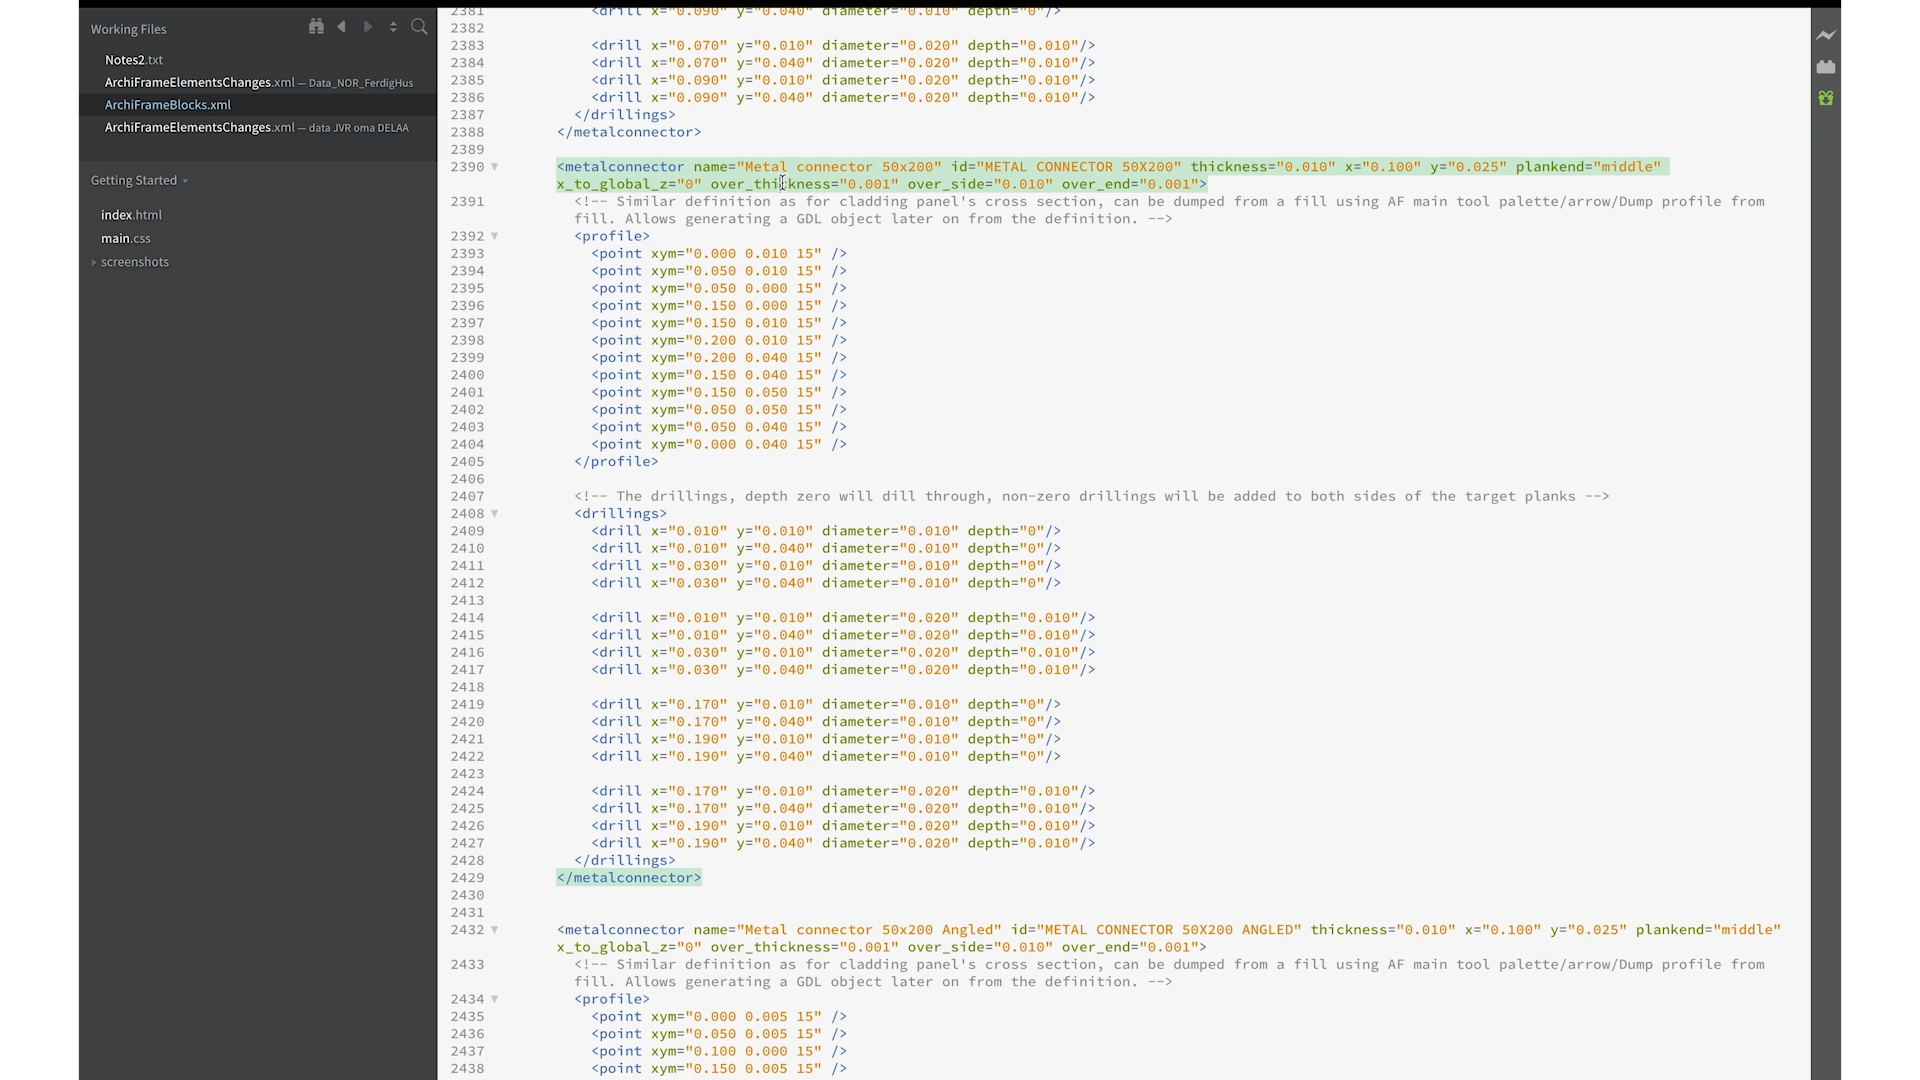 Working Files
Notes2.txt
ArchiFrameElementsChanges.xml — Data_NOR_FerdigHus
ArchiFrameBlocks.xml
ArchiFrameElementsChanges.xml — data JVR oma DELAA
Getting Started
index.html
main.css
screenshots
2381 <drill x="0.090" y="0.040" diameter="0.010" depth="0"/>
2382
2383 <drill x="0.070" y="0.010" diameter="0.020" depth="0.010"/>
2384 <drill x="0.070" y="0.040" diameter="0.020" depth="0.010"/>
2385 <drill x="0.090" y="0.010" diameter="0.020" depth="0.010"/>
2386 <drill x="0.090" y="0.040" diameter="0.020" depth="0.010"/>
2387 </drillings>
2388 </metalconnector>
2389
2390 <metalconnector name="Metal connector 50x200" id="METAL CONNECTOR 50X200" thickness="0.010" x="0.100" y="0.025" plankend="middle"
x_to_global_z="0" over_thickness="0.001" over_side="0.010" over_end="0.001">
2391 <!-- Similar definition as for cladding panel's cross section, can be dumped from a fill using AF main tool palette/arrow/Dump profile from
fill. Allows generating a GDL object later on from the definition. -->
2392 <profile>
2393 <point xym="0.000 0.010 15" />
2394 <point xym="0.050 0.010 15" />
2395 <point xym="0.050 0.000 15" />
2396 <point xym="0.150 0.000 15" />
2397 <point xym="0.150 0.010 15" />
2398 <point xym="0.200 0.010 15" />
2399 <point xym="0.200 0.040 15" />
2400 <point xym="0.150 0.040 15" />
2401 <point xym="0.150 0.050 15" />
2402 <point xym="0.050 0.050 15" />
2403 <point xym="0.050 0.040 15" />
2404 <point xym="0.000 0.040 15" />
2405 </profile>
2406
2407 <!-- The drillings, depth zero will dill through, non-zero drillings will be added to both sides of the target planks -->
2408 <drillings>
2409 <drill x="0.010" y="0.010" diameter="0.010" depth="0"/>
2410 <drill x="0.010" y="0.040" diameter="0.010" depth="0"/>
2411 <drill x="0.030" y="0.010" diameter="0.010" depth="0"/>
2412 <drill x="0.030" y="0.040" diameter="0.010" depth="0"/>
2413
2414 <drill x="0.010" y="0.010" diameter="0.020" depth="0.010"/>
2415 <drill x="0.010" y="0.040" diameter="0.020" depth="0.010"/>
2416 <drill x="0.030" y="0.010" diameter="0.020" depth="0.010"/>
2417 <drill x="0.030" y="0.040" diameter="0.020" depth="0.010"/>
2418
2419 <drill x="0.170" y="0.010" diameter="0.010" depth="0"/>
2420 <drill x="0.170" y="0.040" diameter="0.010" depth="0"/>
2421 <drill x="0.190" y="0.010" diameter="0.010" depth="0"/>
2422 <drill x="0.190" y="0.040" diameter="0.010" depth="0"/>
2423
2424 <drill x="0.170" y="0.010" diameter="0.020" depth="0.010"/>
2425 <drill x="0.170" y="0.040" diameter="0.020" depth="0.010"/>
2426 <drill x="0.190" y="0.010" diameter="0.020" depth="0.010"/>
2427 <drill x="0.190" y="0.040" diameter="0.020" depth="0.010"/>
2428 </drillings>
2429 </metalconnector>
2430
2431
2432 <metalconnector name="Metal connector 50x200 Angled" id="METAL CONNECTOR 50X200 ANGLED" thickness="0.010" x="0.100" y="0.025" plankend="middle"
x_to_global_z="0" over_thickness="0.001" over_side="0.010" over_end="0.001">
2433 <!-- Similar definition as for cladding panel's cross section, can be dumped from a fill using AF main tool palette/arrow/Dump profile from
fill. Allows generating a GDL object later on from the definition. -->
2434 <profile>
2435 <point xym="0.000 0.005 15" />
2436 <point xym="0.050 0.005 15" />
2437 <point xym="0.100 0.000 15" />
2438 <point xym="0.150 0.005 15" />